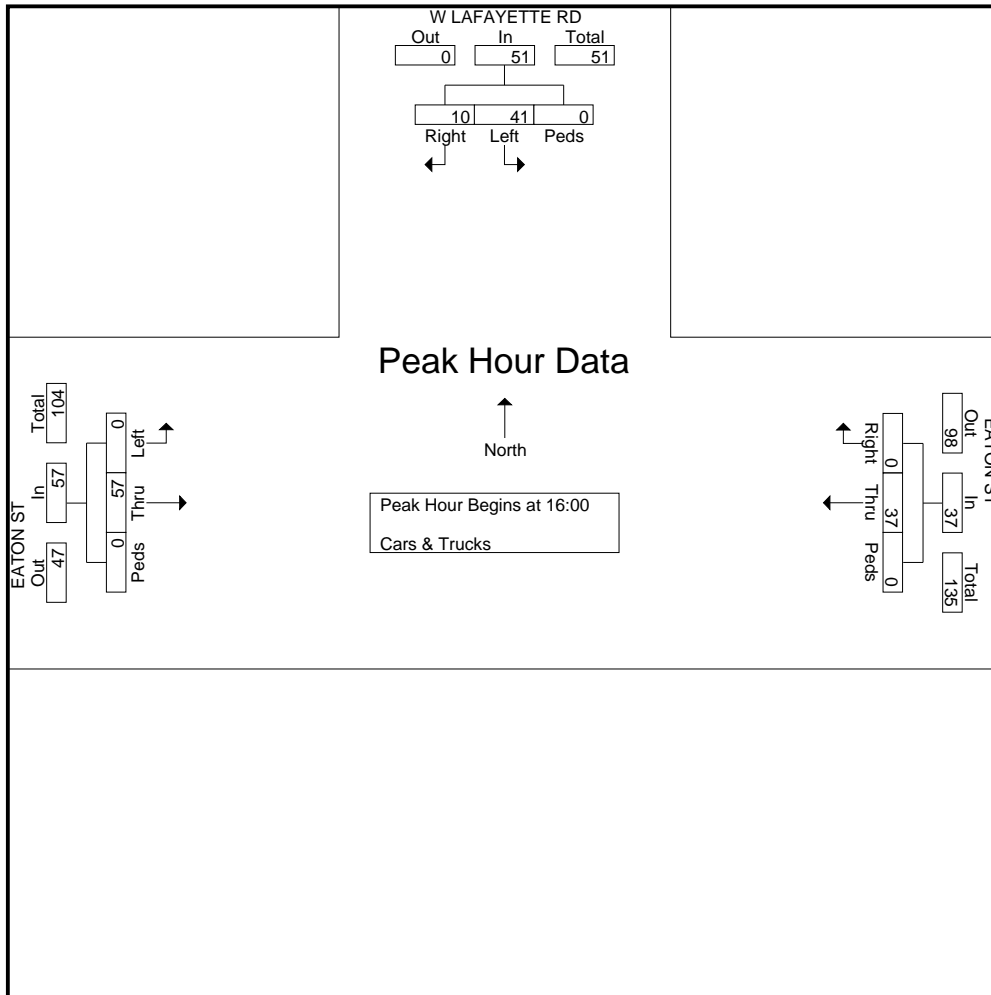 W LAFAYETTE RD
Out In Total
0 51 51
10 41 0
Right Left Peds
Peak Hour Data
North
Peak Hour Begins at 16:00
Cars & Trucks
EATON ST
Out In Total
47 57 104
Left Thru Peds
0 57 0
EATON ST
Out In Total
98 37 135
Right Thru Peds
0 37 0